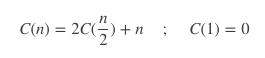 C(n) = 2C(n/2) + n ; C(1) = 0